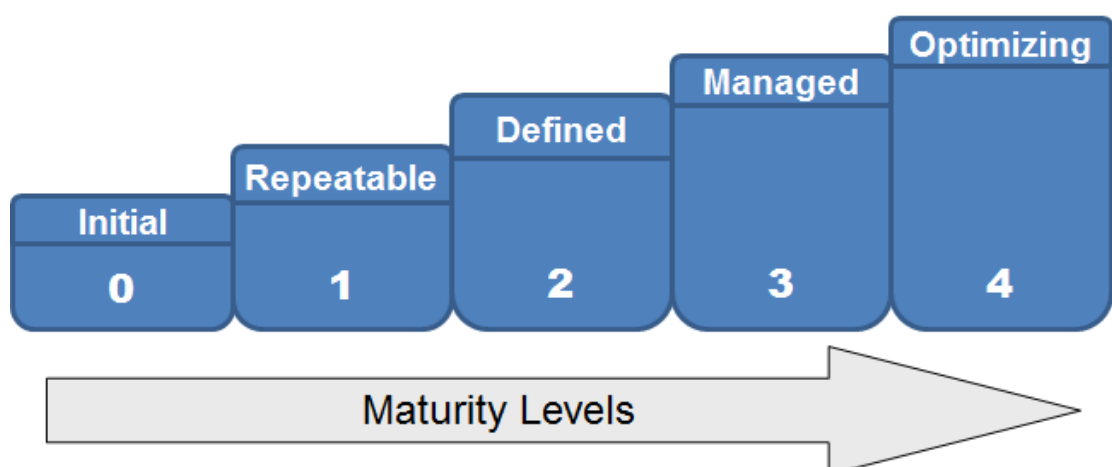 Initial
0
Repeatable
1
Defined
2
Managed
3
Optimizing
4
Maturity Levels